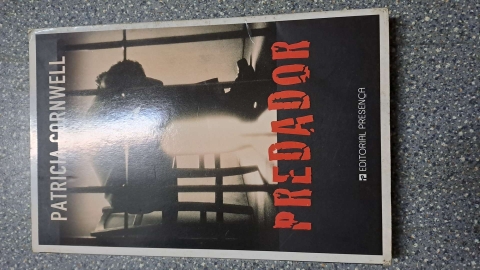 PATRICIA CORNWELL
PREDADOR
EDITORIAL PRESENÇA